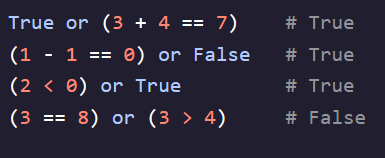 True or (3 + 4 == 7)    # True
(1 - 1 == 0) or False   # True
(2 < 0) or True         # True
(3 == 8) or (3 > 4)     # False